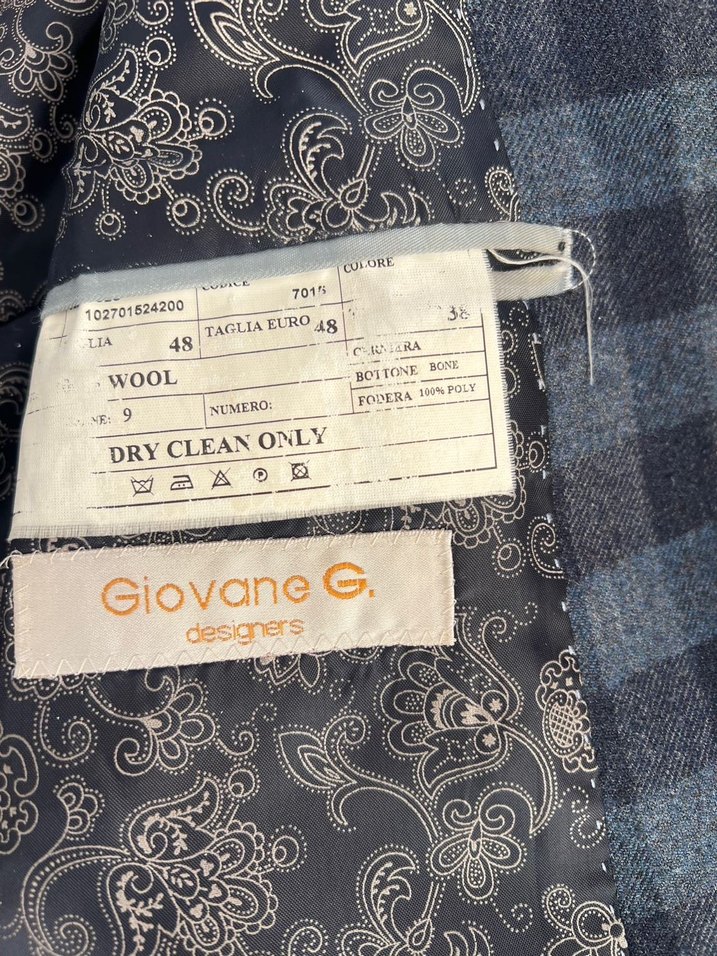 COLORE
102701524200 7015
TAGLIA EURO 48
48 38
WOOL
BOTTONE BONE
9 NUMERO: FODERA 100% POLY
DRY CLEAN ONLY
Giovane G.
designers